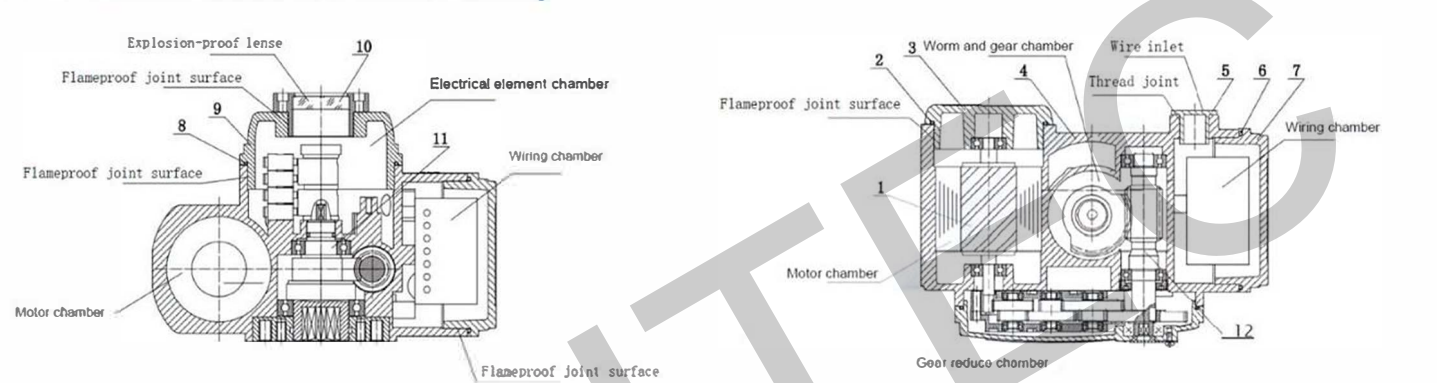 Explosion-proof lense
10
Flameproof joint surface
Electrical element chamber
9
8
11
Wiring chamber
Flameproof joint surface
Motor chamber
Flameproof joint surface
3 Worm and gear chamber
Wire inlet
2
4
Thread joint
5 6 7
Flameproof joint surface
Wiring chamber
1
Motor chamber
12
Gear reduce chamber